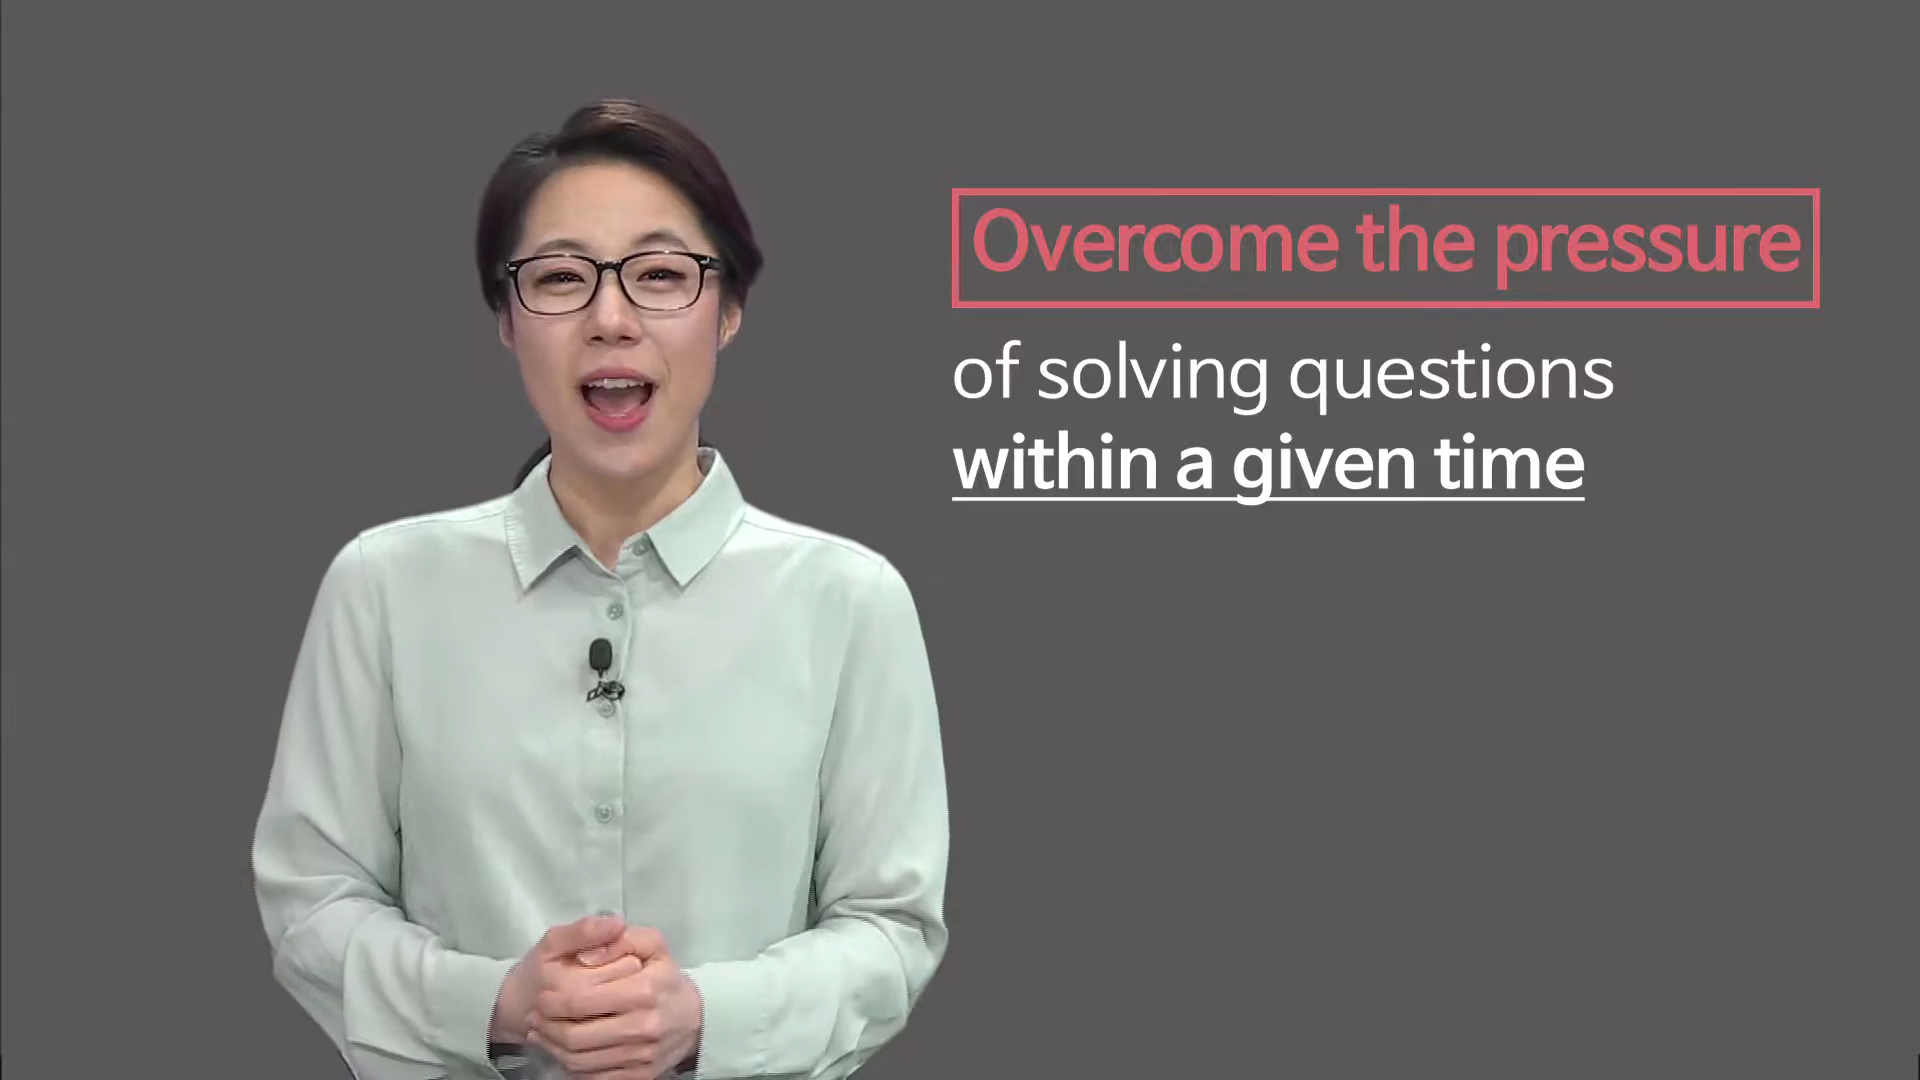 Overcome the pressure
of solving questions
within a given time